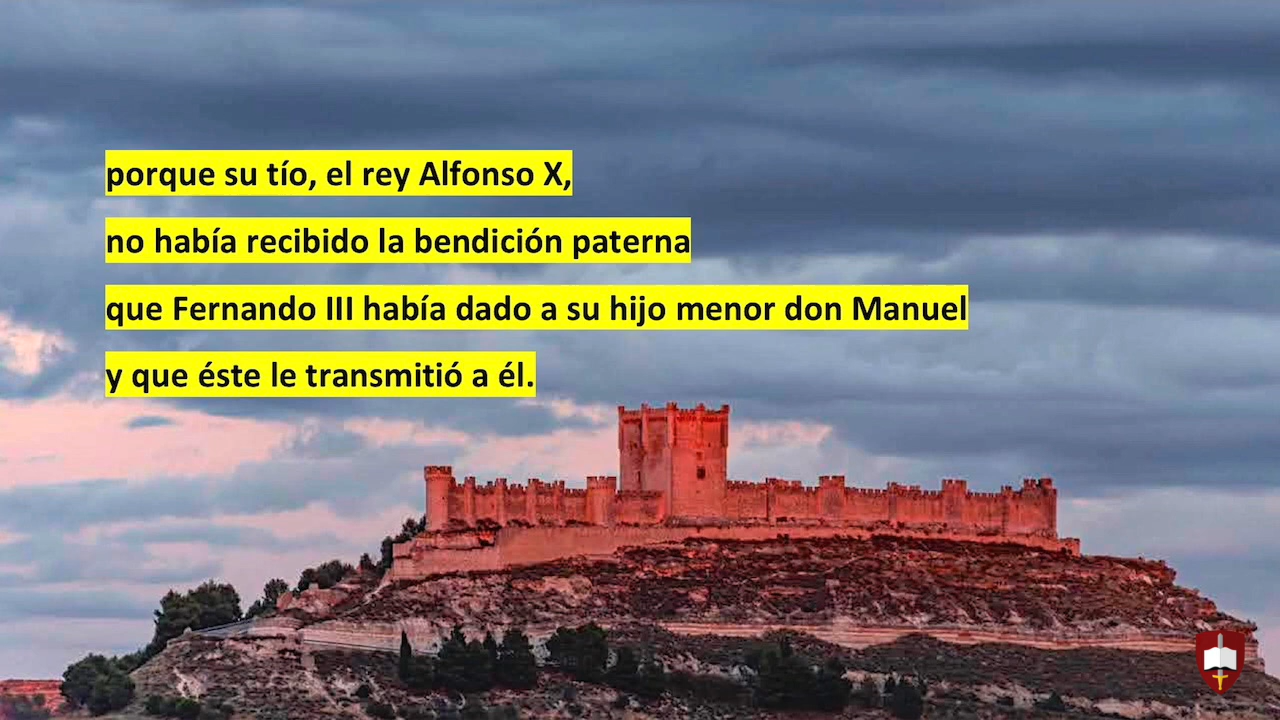 porque su tío, el rey Alfonso X,
no había recibido la bendición paterna
que Fernando III había dado a su hijo menor don Manuel
y que éste le transmitió a él.